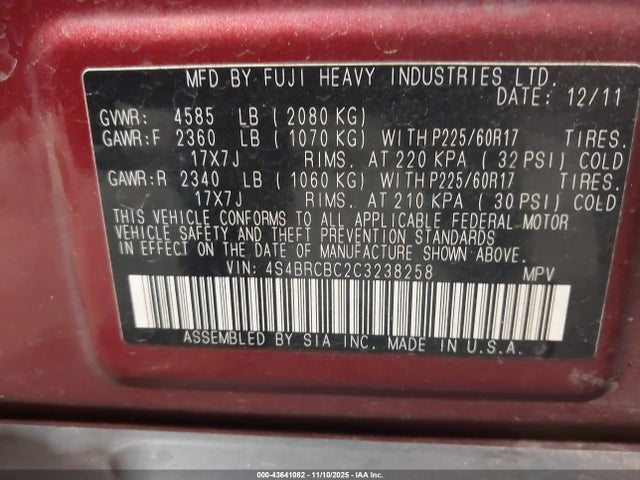 MFD BY FUJI HEAVY INDUSTRIES LTD.
DATE: 12/11
GVWR: 4585 LB (2080 KG)
GAWR:F 2360 LB (1070 KG) WITH P225/60R17 TIRES.
17X7J RIMS. AT 220 KPA (32 PSI) COLD
GAWR:R 2340 LB (1060 KG) WITH P225/60R17 TIRES.
17X7J RIMS. AT 210 KPA (30 PSI) COLD
THIS VEHICLE CONFORMS TO ALL APPLICABLE FEDERAL MOTOR
VEHICLE SAFETY AND THEFT PREVENTION STANDARDS
IN EFFECT ON THE DATE OF MANUFACTURE SHOWN ABOVE.
VIN: 4S4BRCBC2C3238258 MPV
ASSEMBLED BY SIA INC. MADE IN U.S.A.
000-43641082 - 11/10/2025 - © Copyright IAA